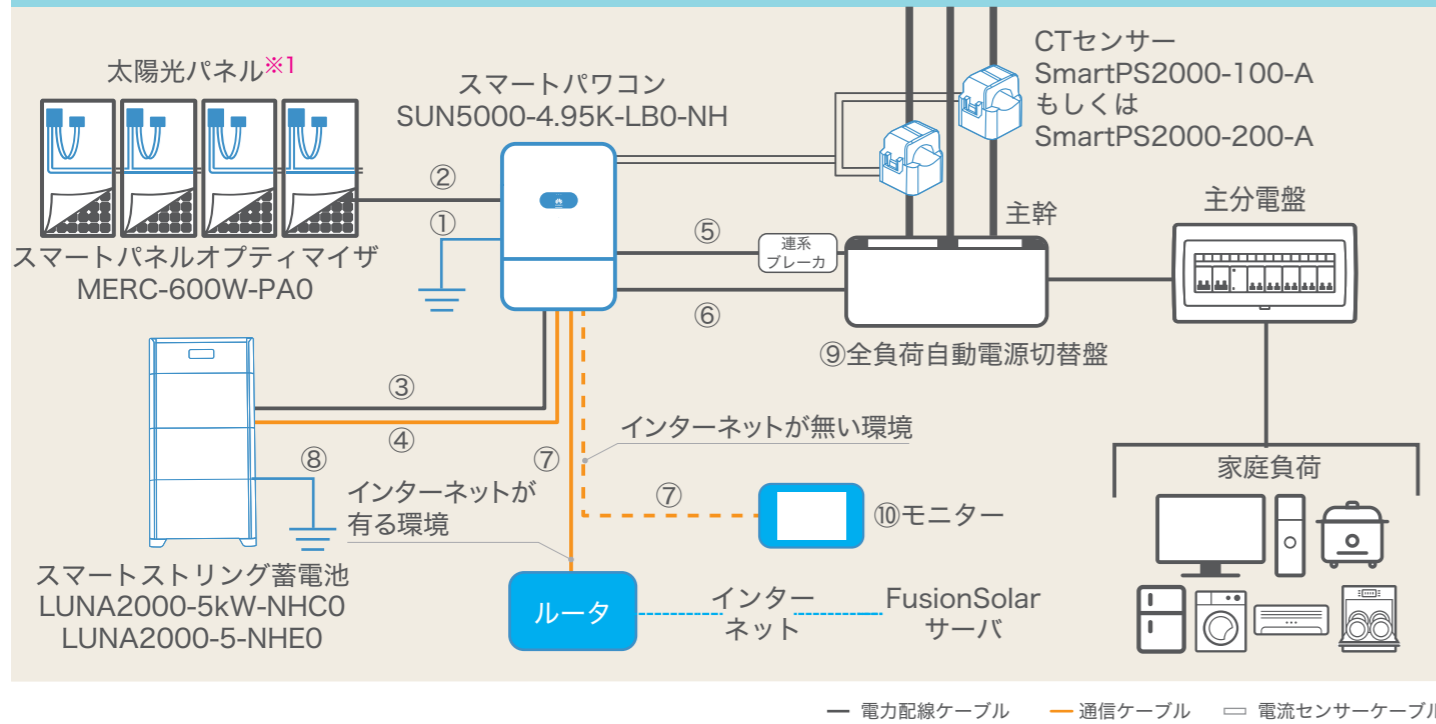 太陽光パネル※1
スマートパネルオプティマイザ
MERC-600W-PA0
スマートパワコン
SUN5000-4.95K-LB0-NH
CTセンサー
SmartPS2000-100-A
もしくは
SmartPS2000-200-A
②
①
⑤
連系
ブレーカ
⑥
主幹
主分電盤
⑨全負荷自動電源切替盤
③
④
⑧
⑦
インターネットが無い環境
インターネットが
有る環境
⑦
⑩モニター
家庭負荷
スマートストリング蓄電池
LUNA2000-5kW-NHC0
LUNA2000-5-NHE0
ルータ
インター
ネット
FusionSolar
サーバ
電力配線ケーブル
通信ケーブル
電流センサーケーブル